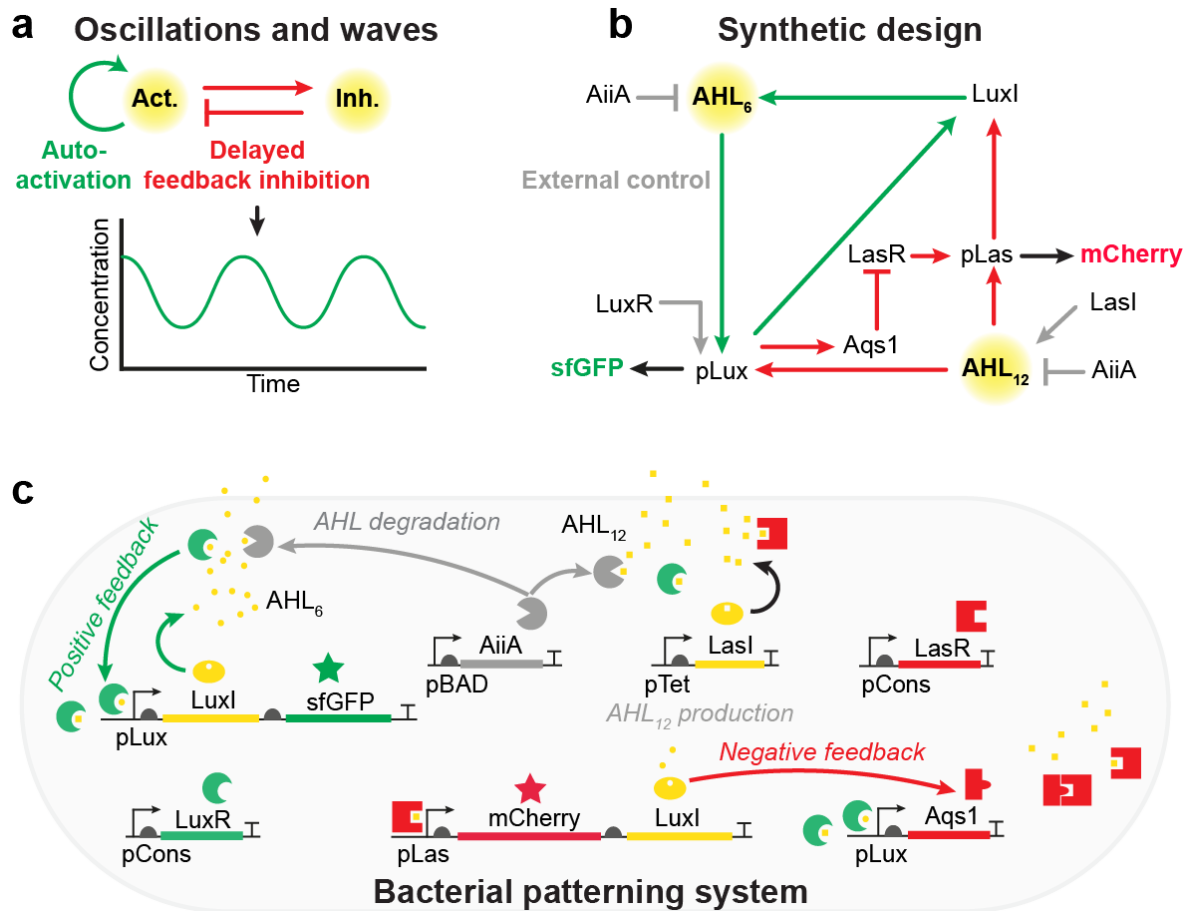 a Oscillations and waves
Act.
Inh.
Auto-
activation
Delayed
feedback inhibition
Concentration
Time
b Synthetic design
AiiA
AHL6
LuxI
External control
LasR
pLas
mCherry
LuxR
LasI
Aqs1
sfGFP
pLux
AHL12
AiiA
c
Positive feedback
AHL degradation
AHL12
AHL6
LuxI
sfGFP
pLux
AiiA
pBAD
LasI
pTet
LasR
pCons
AHL12 production
Negative feedback
LuxR
pCons
mCherry
LuxI
pLas
Aqs1
pLux
Bacterial patterning system